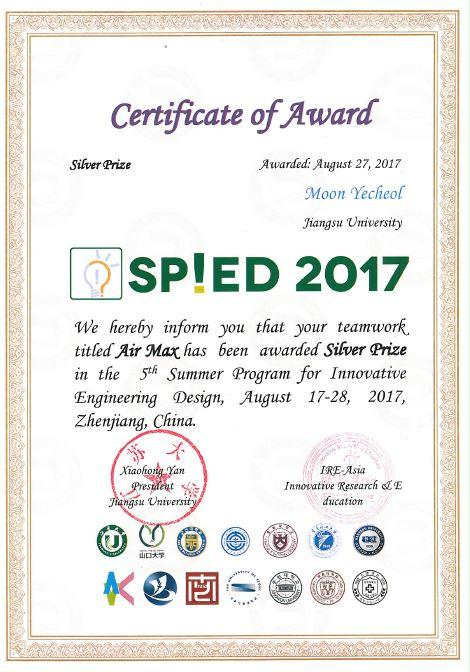 Certificate of Award
Silver Prize
Awarded: August 27, 2017
Moon Yecheol
Jiangsu University
SP!ED 2017
We hereby inform you that your teamwork
titled Air Max has been awarded Silver Prize
in the 5th Summer Program for Innovative
Engineering Design, August 17-28, 2017,
Zhenjiang, China.
Xiaohong Yan
President
Jiangsu University
IRE-Asia
Innovative Research & E
ducation
山口大学